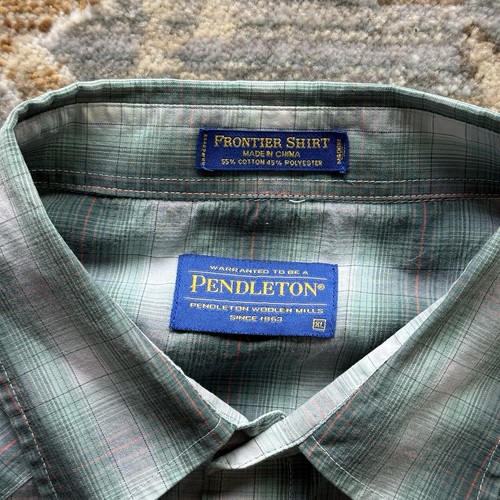 FRONTIER SHIRT
MADE IN CHINA
55% COTTON 45% POLYESTER
WARRANTED TO BE A
PENDLETON®
PENDLETON WOOLEN MILLS
SINCE 1863
XL